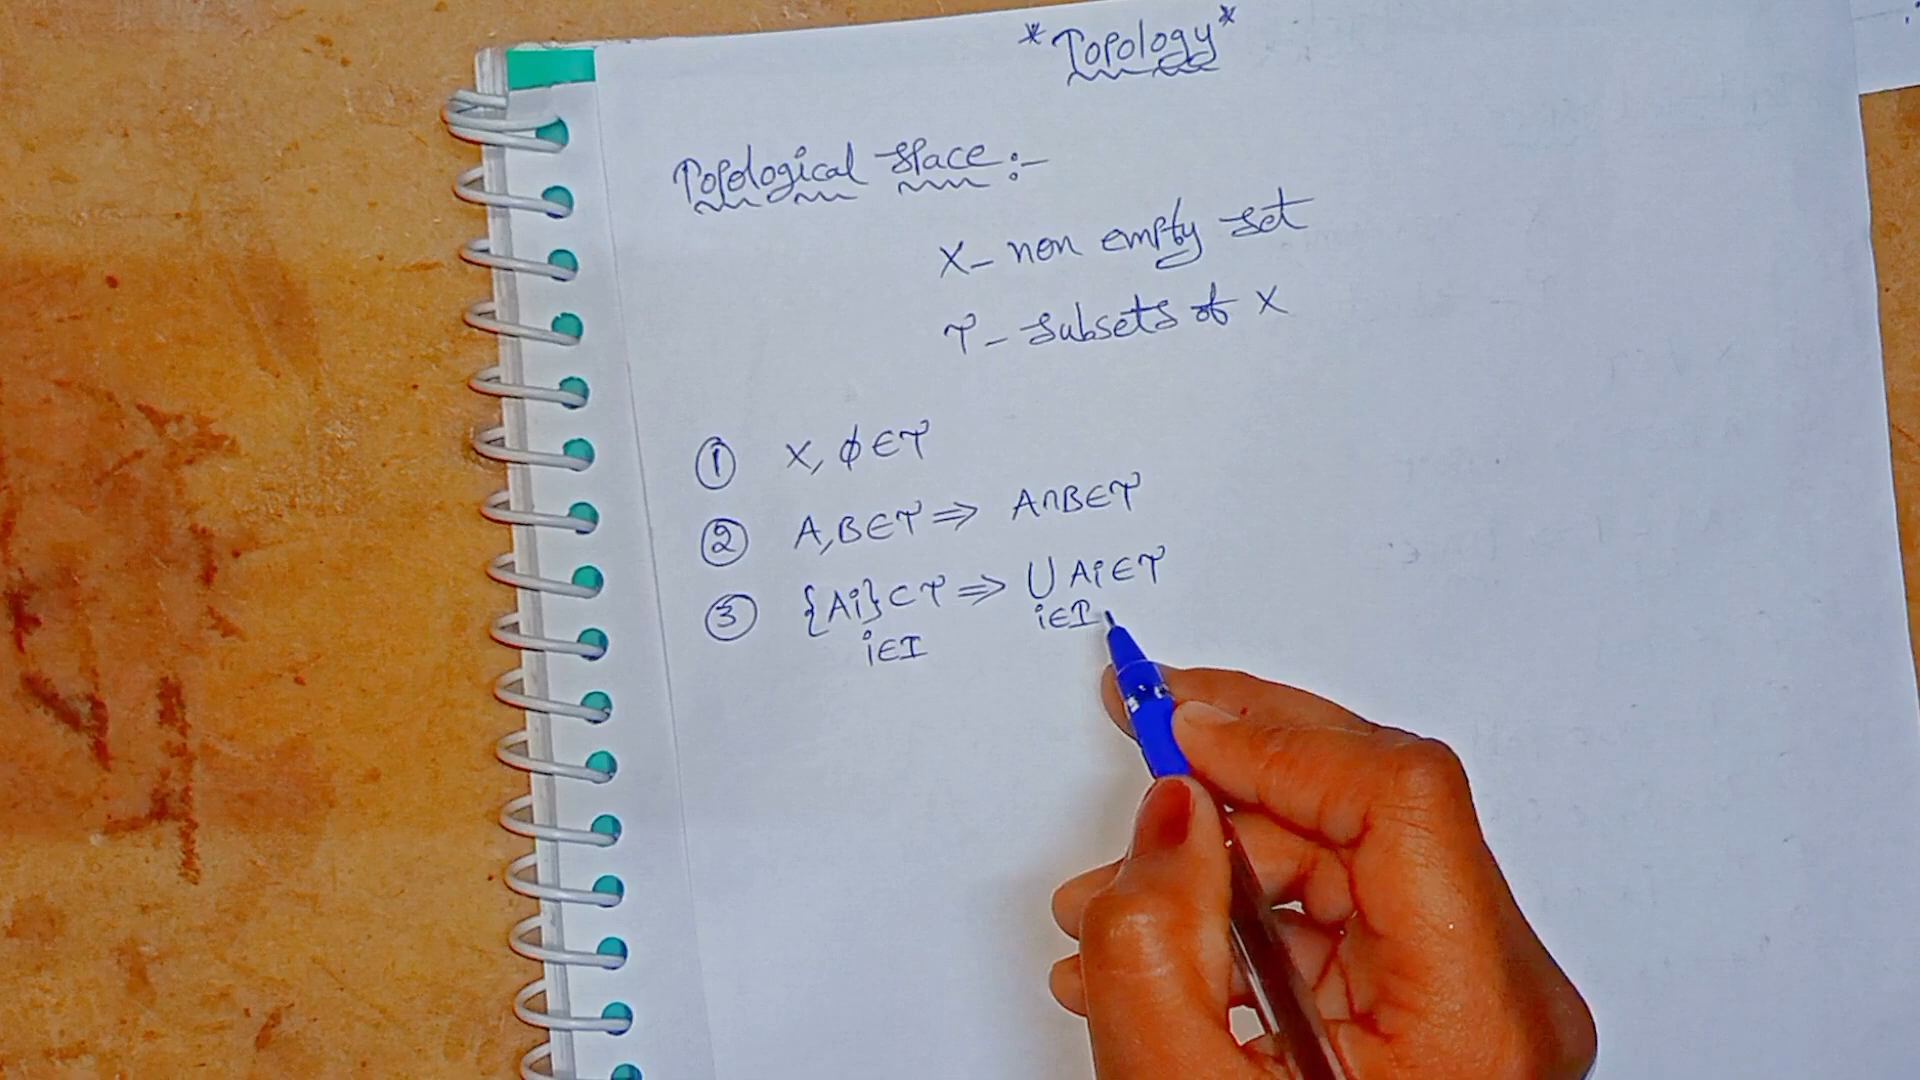 *Topology*
Topological space:-
X- non empty set
τ- subsets of X
① X, ϕ∈τ
② A,B∈τ ⇒ A∩B∈τ
③ {Ai}⊂τ ⇒ ∪ Ai∈τ
i∈I i∈I